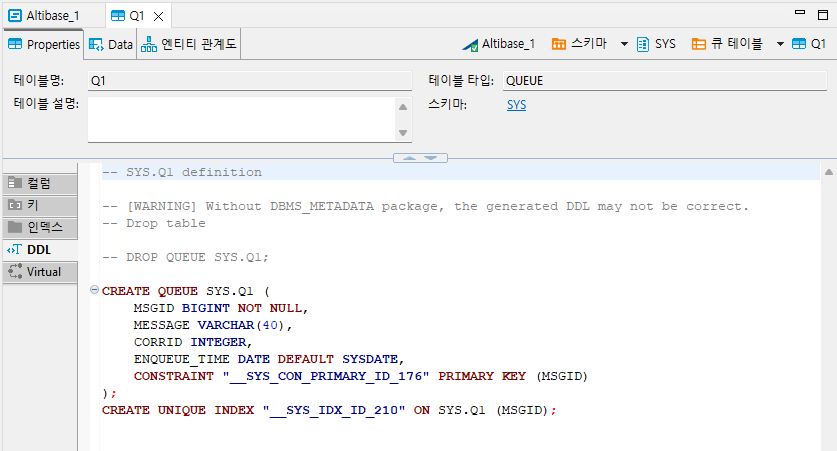 Altibase_1 Q1
Properties Data 엔티티 관계도 Altibase_1 스키마 SYS 큐 테이블 Q1
테이블명: Q1 테이블 타입: QUEUE
테이블 설명: 스키마: SYS
컬럼
키
인덱스
DDL
Virtual
-- SYS.Q1 definition
-- [WARNING] Without DBMS_METADATA package, the generated DDL may not be correct.
-- Drop table
-- DROP QUEUE SYS.Q1;
CREATE QUEUE SYS.Q1 (
MSGID BIGINT NOT NULL,
MESSAGE VARCHAR(40),
CORRID INTEGER,
ENQUEUE_TIME DATE DEFAULT SYSDATE,
CONSTRAINT "__SYS_CON_PRIMARY_ID_176" PRIMARY KEY (MSGID)
);
CREATE UNIQUE INDEX "__SYS_IDX_ID_210" ON SYS.Q1 (MSGID);